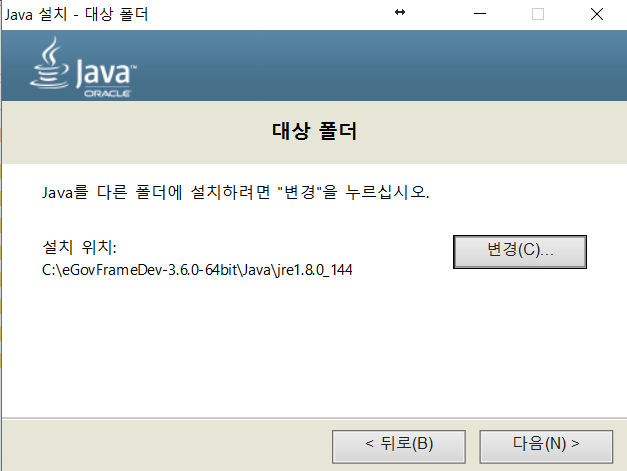 Java 설치 - 대상 폴더
Java™
ORACLE
대상 폴더
Java를 다른 폴더에 설치하려면 "변경"을 누르십시오.
설치 위치:
변경(C)...
C:\eGovFrameDev-3.6.0-64bit\Java\jre1.8.0_144
< 뒤로(B)
다음(N) >